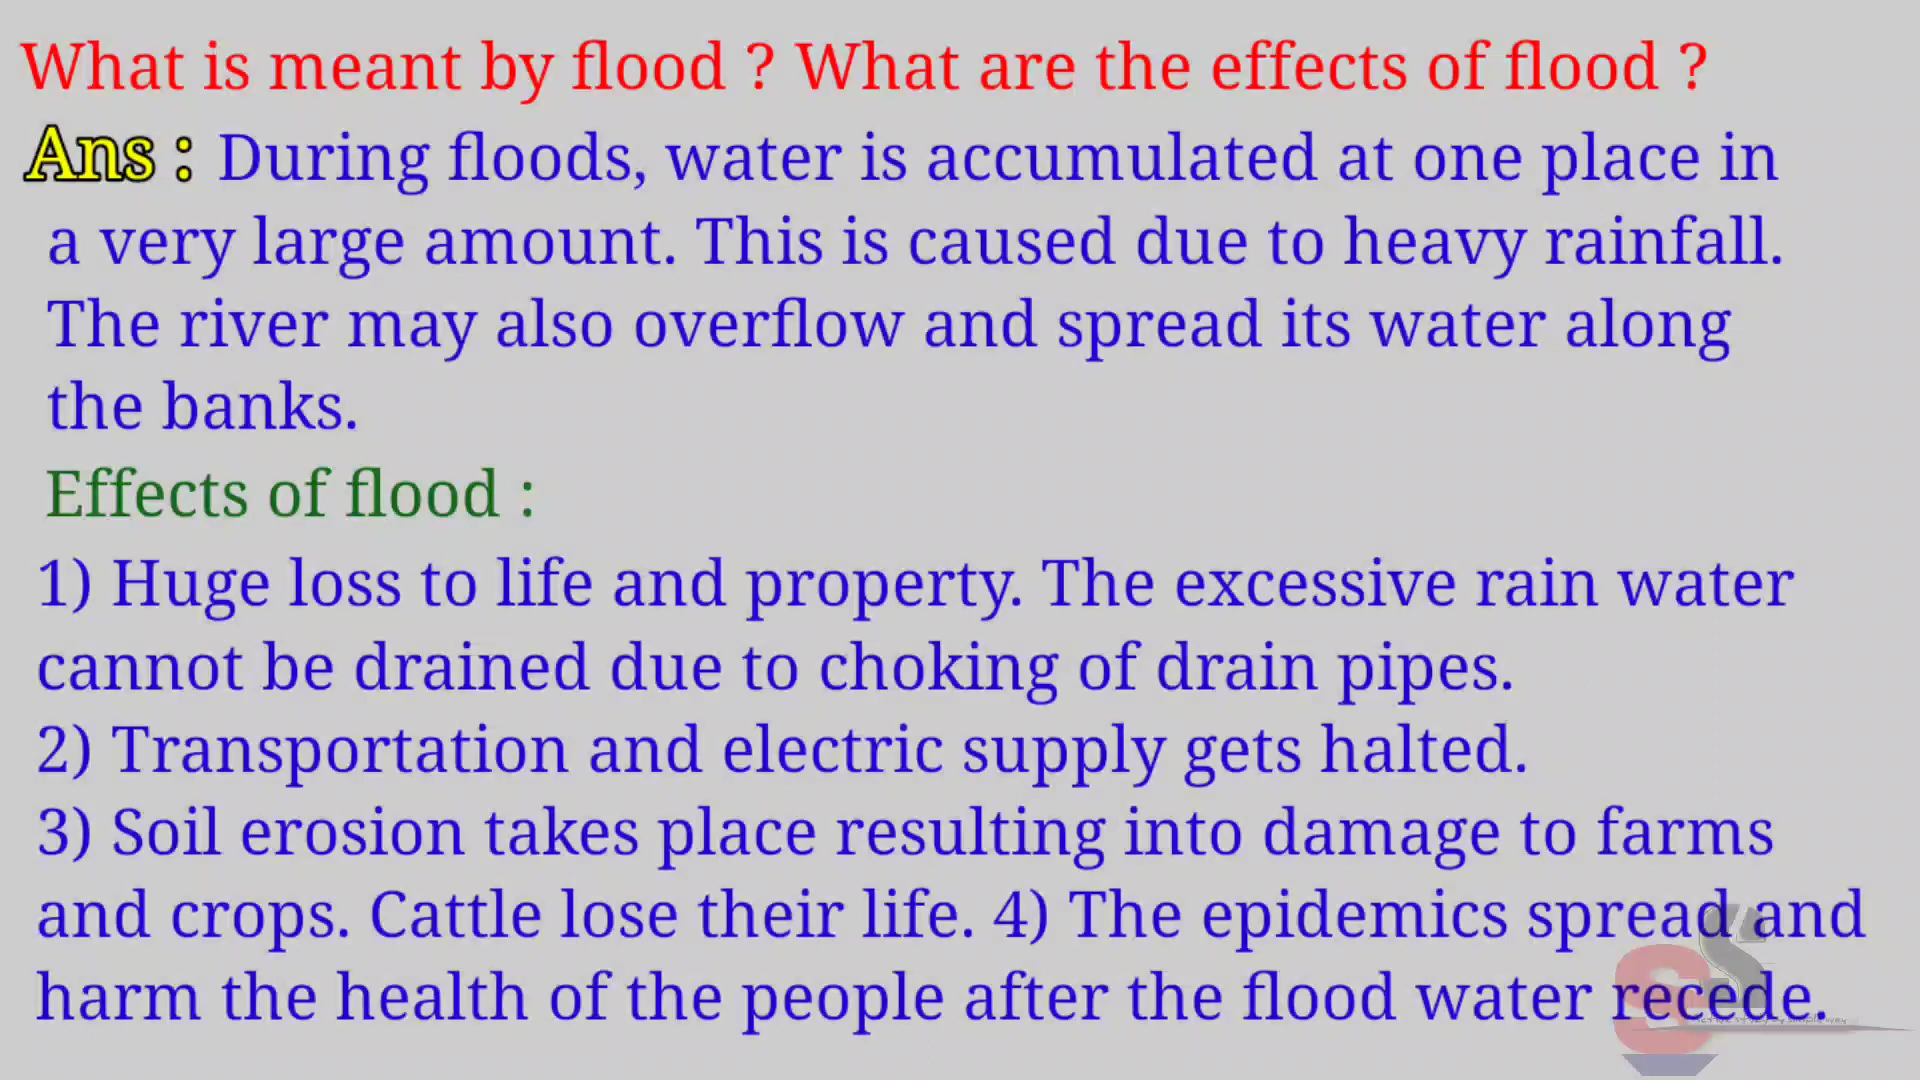 What is meant by flood ? What are the effects of flood ?
Ans : During floods, water is accumulated at one place in
a very large amount. This is caused due to heavy rainfall.
The river may also overflow and spread its water along
the banks.
Effects of flood :
1) Huge loss to life and property. The excessive rain water
cannot be drained due to choking of drain pipes.
2) Transportation and electric supply gets halted.
3) Soil erosion takes place resulting into damage to farms
and crops. Cattle lose their life. 4) The epidemics spread and
harm the health of the people after the flood water recede.